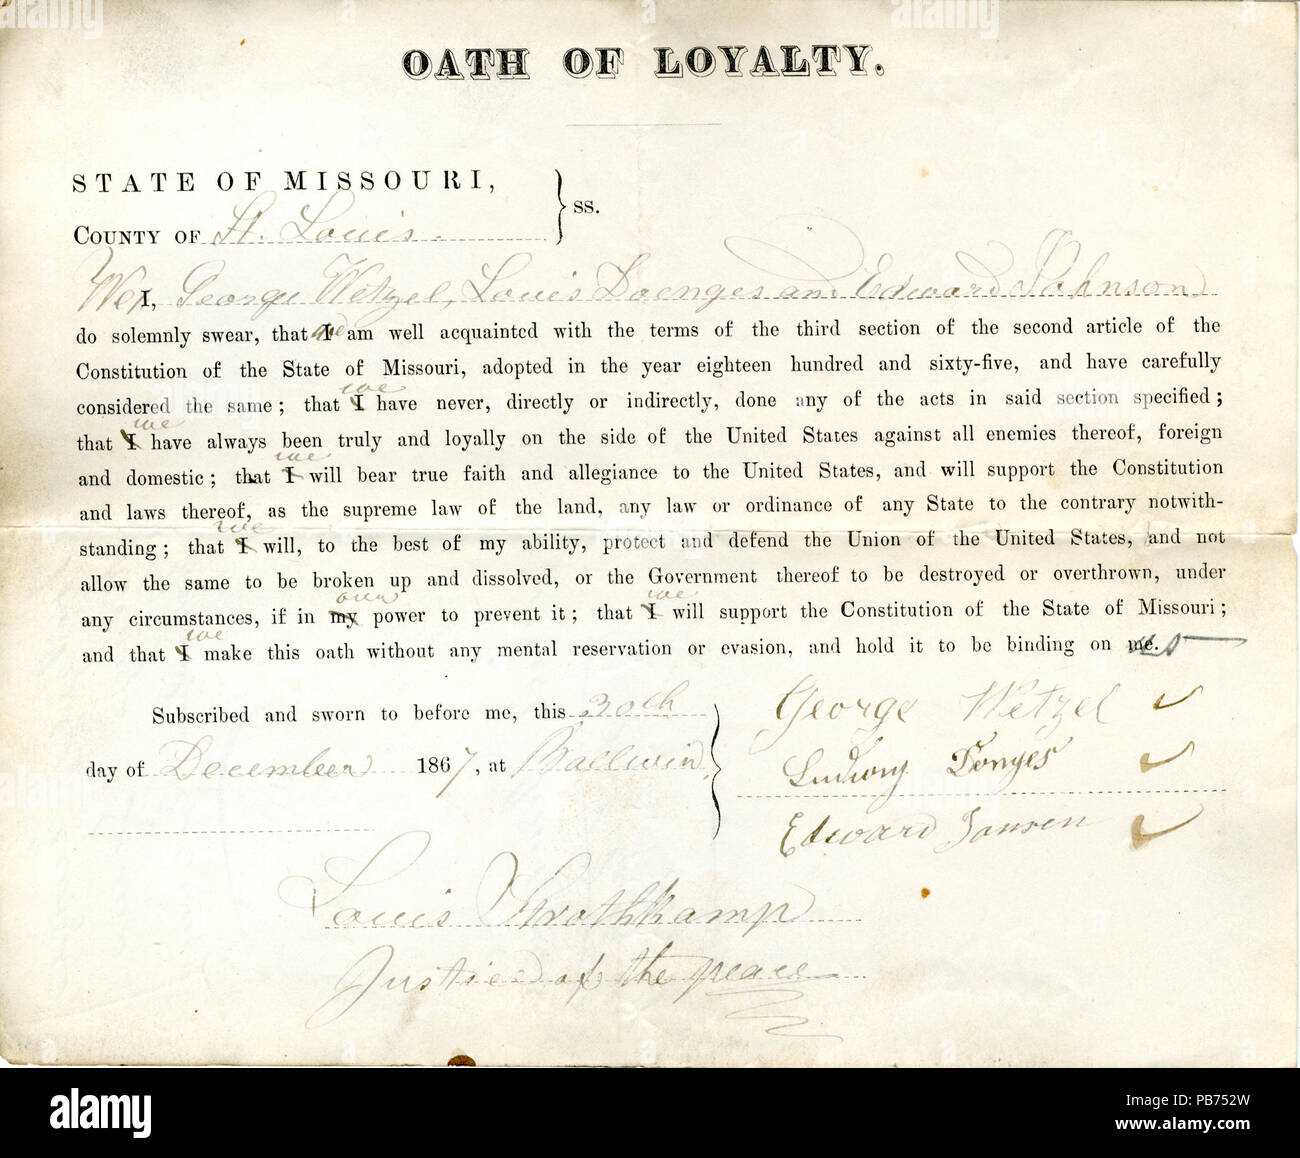 OATH OF LOYALTY.
STATE OF MISSOURI,
COUNTY OF St. Louis. } ss.
We, I, George Wetzel, Louis Doenges and Edward Johnson
do solemnly swear, that I we am well acquainted with the terms of the third section of the second article of the
Constitution of the State of Missouri, adopted in the year eighteen hundred and sixty-five, and have carefully
considered the same; that I we have never, directly or indirectly, done any of the acts in said section specified;
that I we have always been truly and loyally on the side of the United States against all enemies thereof, foreign
and domestic; that I we will bear true faith and allegiance to the United States, and will support the Constitution
and laws thereof, as the supreme law of the land, any law or ordinance of any State to the contrary notwith-
standing; that I we will, to the best of my ability, protect and defend the Union of the United States, and not
allow the same to be broken up and dissolved, or the Government thereof to be destroyed or overthrown, under
any circumstances, if in my our power to prevent it; that I we will support the Constitution of the State of Missouri;
and that I we make this oath without any mental reservation or evasion, and hold it to be binding on me. us
Subscribed and sworn to before me, this 30th
day of December 1867, at Ballwin
George Wetzel
Ludwig Dönges
Edward Jansen
Louis Strothkamp
Justice of the peace
alamy
PB752W
www.alamy.com